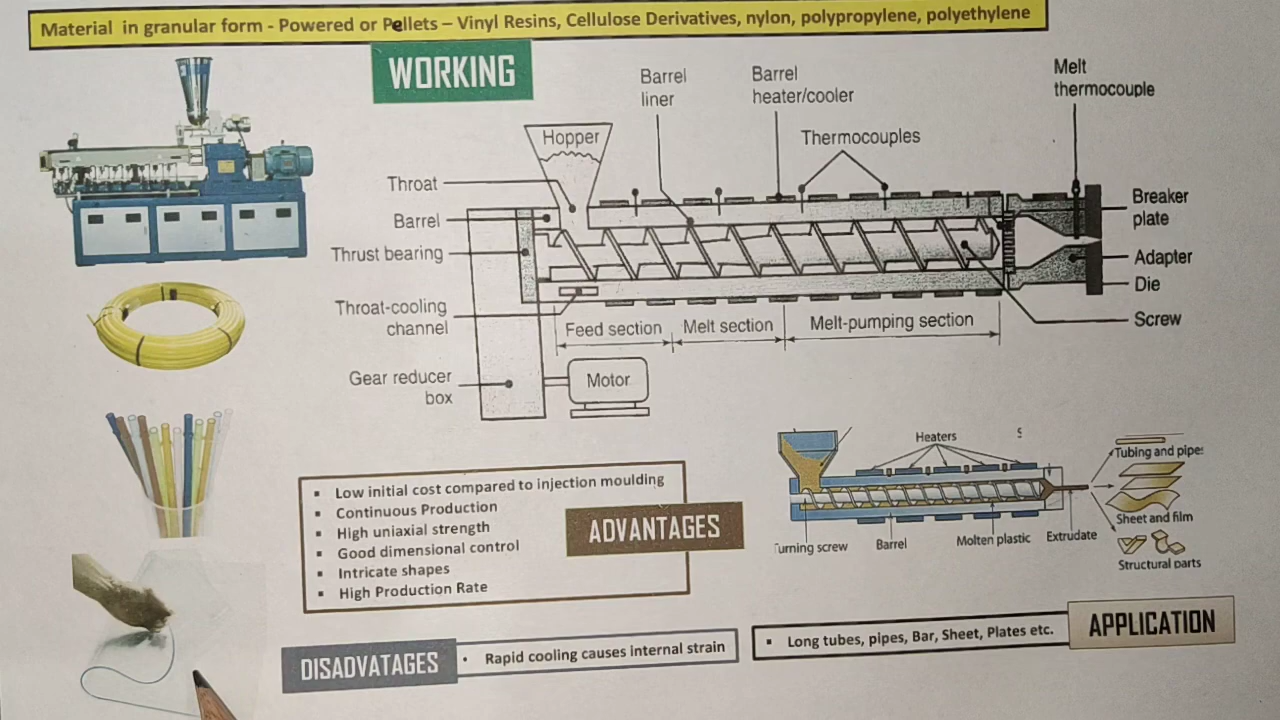 Material in granular form - Powered or Pellets – Vinyl Resins, Cellulose Derivatives, nylon, polypropylene, polyethylene
WORKING
Barrel
liner
Barrel
heater/cooler
Melt
thermocouple
Hopper
Thermocouples
Throat
Barrel
Thrust bearing
Throat-cooling
channel
Gear reducer
box
Breaker
plate
Adapter
Die
Screw
Feed section
Melt section
Melt-pumping section
Motor
Heaters
S
Tubing and pipe
Sheet and film
Structural parts
Turning screw
Barrel
Molten plastic
Extrudate
▪ Low initial cost compared to injection moulding
▪ Continuous Production
▪ High uniaxial strength
▪ Good dimensional control
▪ Intricate shapes
▪ High Production Rate
ADVANTAGES
DISADVATAGES
• Rapid cooling causes internal strain
▪ Long tubes, pipes, Bar, Sheet, Plates etc.
APPLICATION